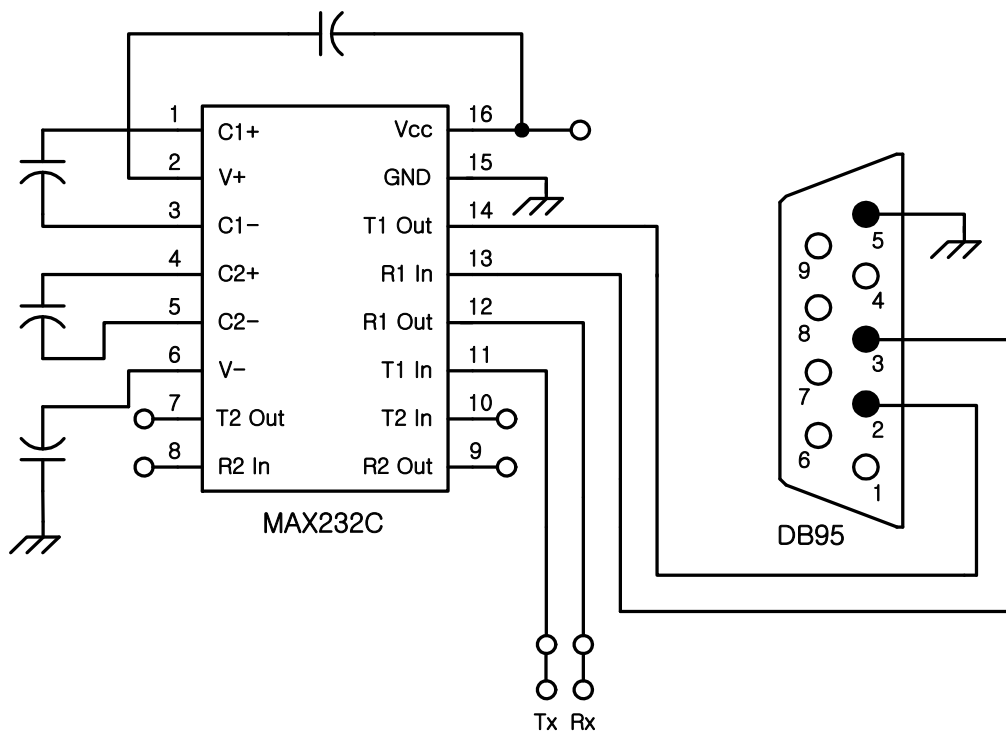 1 C1+ Vcc 16
2 V+ GND 15
3 C1- T1 Out 14
4 C2+ R1 In 13
5 C2- R1 Out 12
6 V- T1 In 11
7 T2 Out T2 In 10
8 R2 In R2 Out 9
MAX232C
5
9
4
8
3
7
2
6
1
DB95
Tx Rx